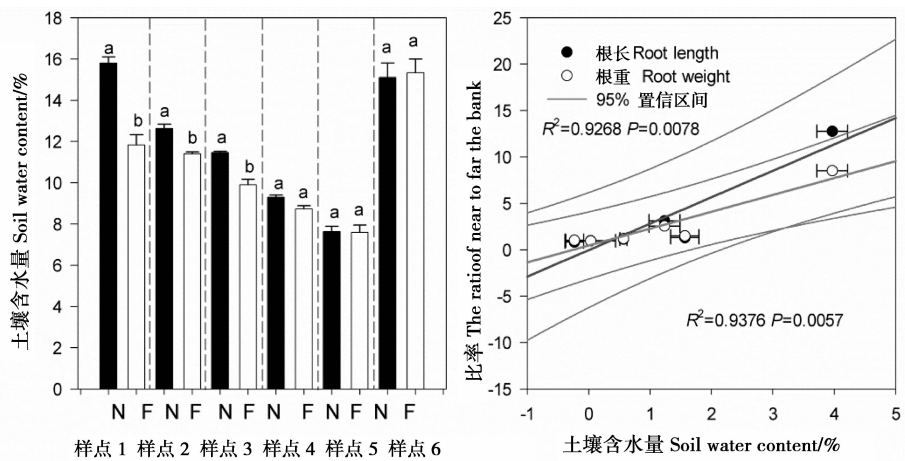 土壤含水量 Soil water content/%
18
16
14
12
10
8
6
4
2
0
a
b
a
b
a
b
a
a
a
a
a
a
N F N F N F N F N F N F
样点 1 样点 2 样点 3 样点 4 样点 5 样点 6
比率 The ratioof near to far the bank
25
20
15
10
5
0
-5
-10
-15
根长 Root length
根重 Root weight
95% 置信区间
R²=0.9268 P=0.0078
R²=0.9376 P=0.0057
-1 0 1 2 3 4 5
土壤含水量 Soil water content/%